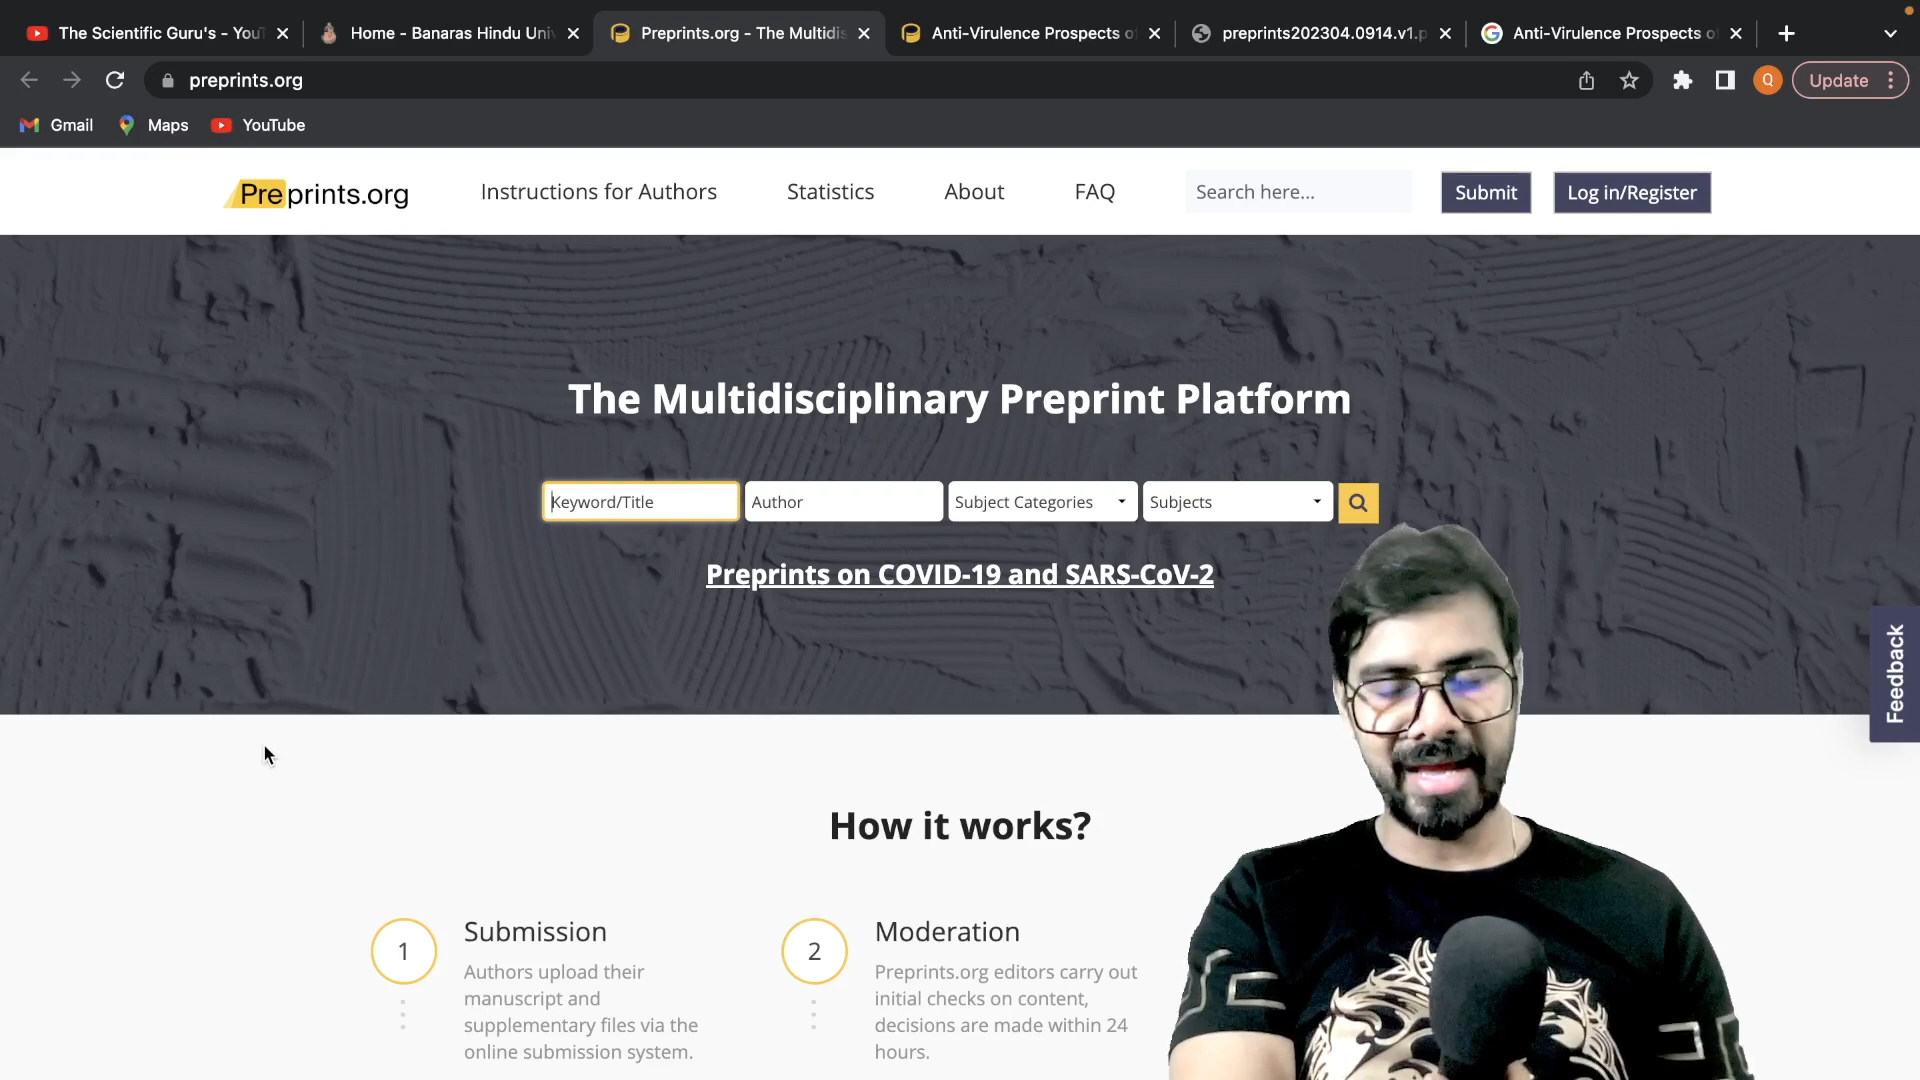 The Scientific Guru's - YouT
Home - Banaras Hindu Univ
Preprints.org - The Multidis
Anti-Virulence Prospects of
preprints202304.0914.v1.p
Anti-Virulence Prospects of
preprints.org
Q
Update
Gmail
Maps
YouTube
Preprints.org
Instructions for Authors
Statistics
About
FAQ
Search here...
Submit
Log in/Register
The Multidisciplinary Preprint Platform
Keyword/Title
Author
Subject Categories
Subjects
Preprints on COVID-19 and SARS-CoV-2
Feedback
How it works?
1
Submission
Authors upload their
manuscript and
supplementary files via the
online submission system.
2
Moderation
Preprints.org editors carry out
initial checks on content,
decisions are made within 24
hours.